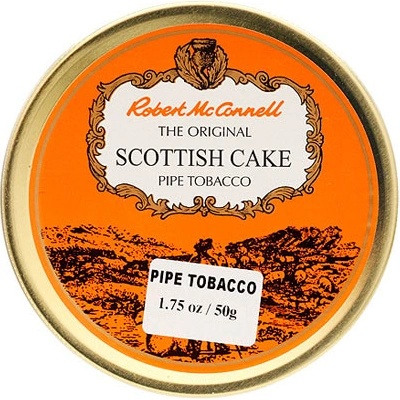 Robert McConnell
THE ORIGINAL
SCOTTISH CAKE
PIPE TOBACCO
PIPE TOBACCO
1.75 oz / 50g